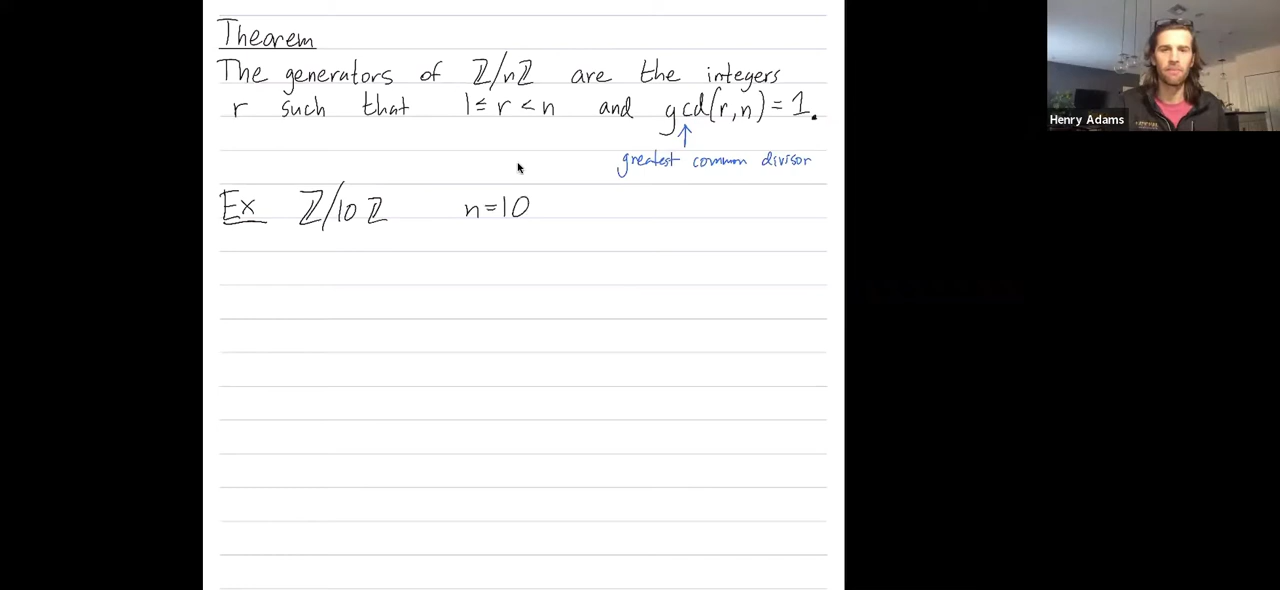 Theorem
The generators of ℤ/nℤ are the integers
r such that 1 ≤ r < n and gcd(r,n) = 1.
↑
greatest common divisor
Ex ℤ/10ℤ n=10
Henry Adams